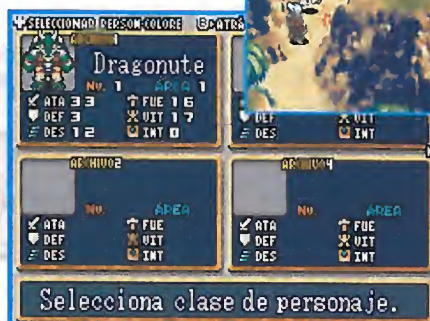 SELECCIONAR PERSON·COLORE
ARCHIVO1
Dragonute
NV. 1 ÁREA 1
ATA 33 FUE 16
DEF 3 VIT 17
DES 12 INT 0
DEF VIT
DES INT
ARCHIVO2
NV. ÁREA
ATA FUE
DEF VIT
DES INT
ARCHIVO4
NV. ÁREA
ATA FUE
DEF VIT
DES INT
Selecciona clase de personaje.